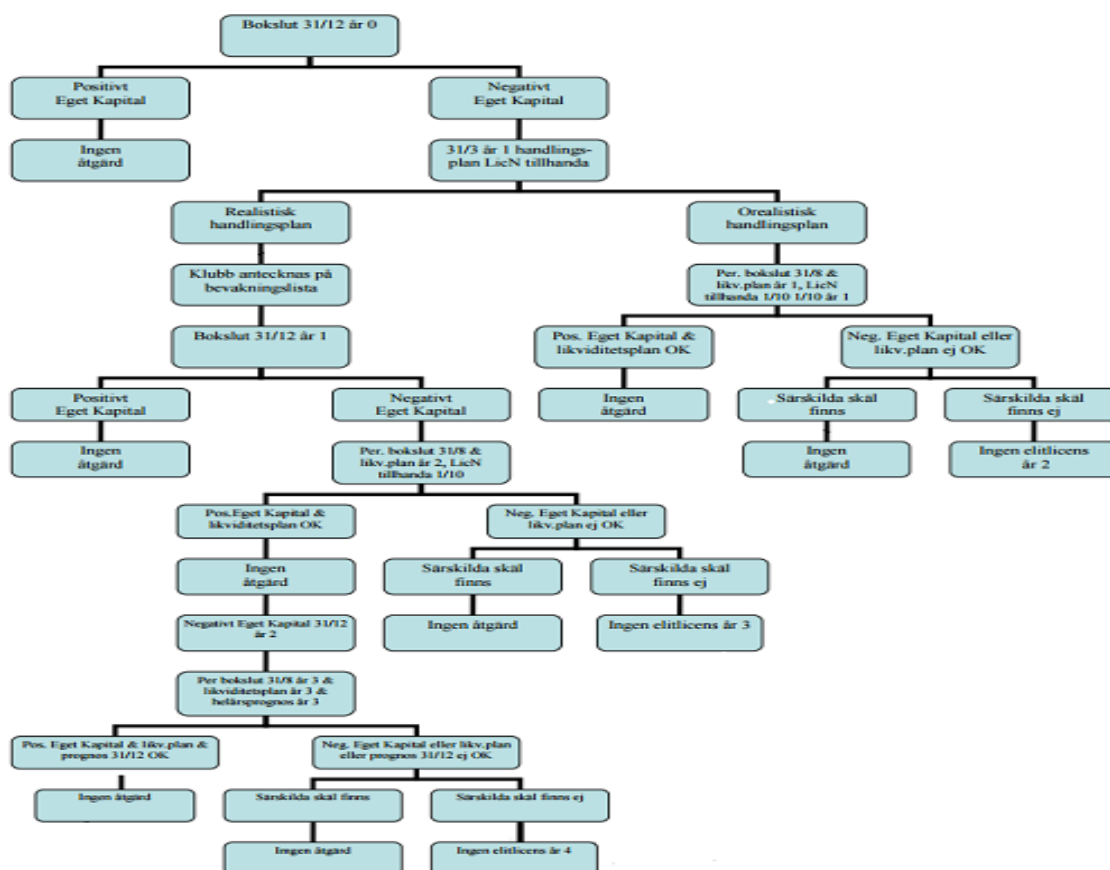 Bokslut 31/12 år 0
Positivt
Eget Kapital
Negativt
Eget Kapital
Ingen
åtgärd
31/3 år 1 handlings-
plan LicN tillhanda
Realistisk
handlingsplan
Orealistisk
handlingsplan
Klubb antecknas på
bevakningslista
Per. bokslut 31/8 &
likv.plan år 1, LicN
tillhanda 1/10 1/10 år 1
Bokslut 31/12 år 1
Pos. Eget Kapital &
likviditetsplan OK
Neg. Eget Kapital eller
likv.plan ej OK
Positivt
Eget Kapital
Negativt
Eget Kapital
Ingen
åtgärd
Särskilda skäl
finns
Särskilda skäl
finns ej
Ingen
åtgärd
Per. bokslut 31/8 &
likv.plan år 2, LicN
tillhanda 1/10
Ingen
åtgärd
Ingen elitlicens
år 2
Pos.Eget Kapital &
likviditetsplan OK
Neg. Eget Kapital eller
likv.plan ej OK
Ingen
åtgärd
Särskilda skäl
finns
Särskilda skäl
finns ej
Negativt Eget Kapital 31/12
år 2
Ingen åtgärd
Ingen elitlicens år 3
Per bokslut 31/8 år 3 &
likviditetsplan år 3 &
helårsprognos år 3
Pos. Eget Kapital & likv.plan &
prognos 31/12 OK
Neg. Eget Kapital eller likv.plan
eller prognos 31/12 ej OK
Ingen åtgärd
Särskilda skäl finns
Särskilda skäl finns ej
Imgen åtgärd
Ingen elitlicens år 4